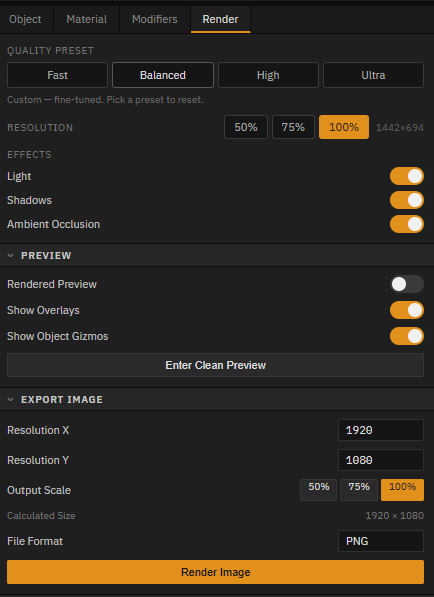 Object Material Modifiers Render
QUALITY PRESET
Fast Balanced High Ultra
Custom — fine-tuned. Pick a preset to reset.
RESOLUTION 50% 75% 100% 1442×694
EFFECTS
Light
Shadows
Ambient Occlusion
PREVIEW
Rendered Preview
Show Overlays
Show Object Gizmos
Enter Clean Preview
EXPORT IMAGE
Resolution X 1920
Resolution Y 1080
Output Scale 50% 75% 100%
Calculated Size 1920 × 1080
File Format PNG
Render Image